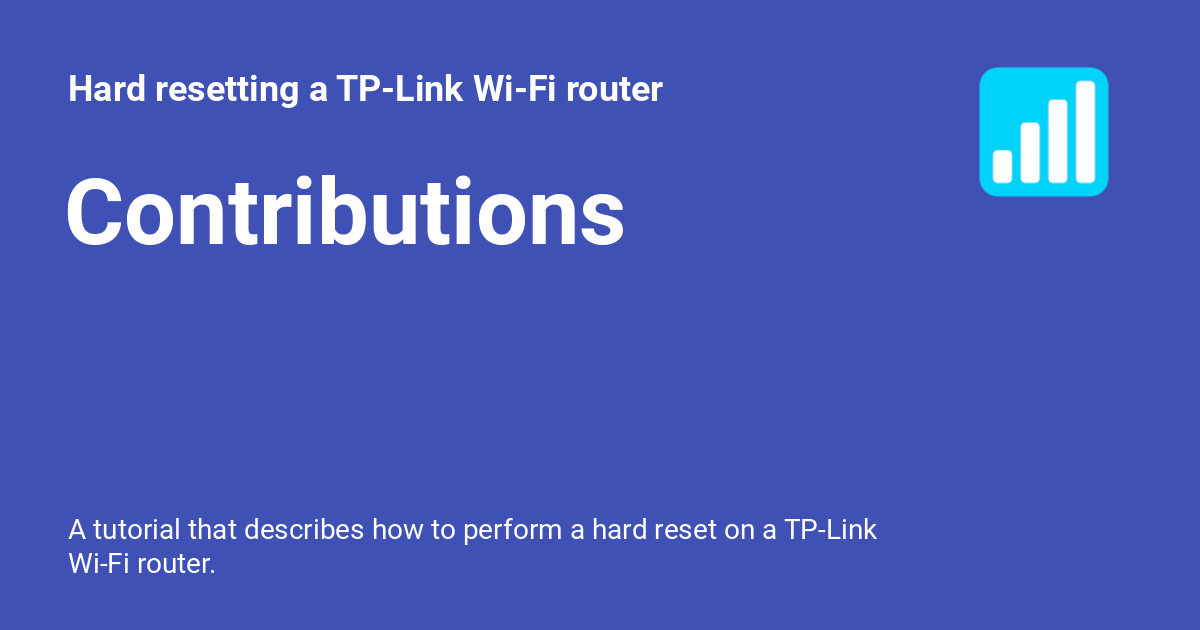 Hard resetting a TP-Link Wi-Fi router
Contributions
A tutorial that describes how to perform a hard reset on a TP-Link
Wi-Fi router.